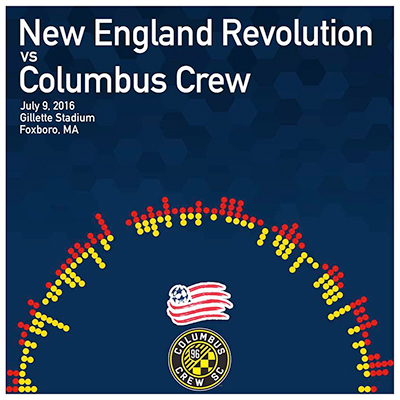 New England Revolution
vs
Columbus Crew
July 9, 2016
Gillette Stadium
Foxboro, MA
COLUMBUS
96
CREW SC